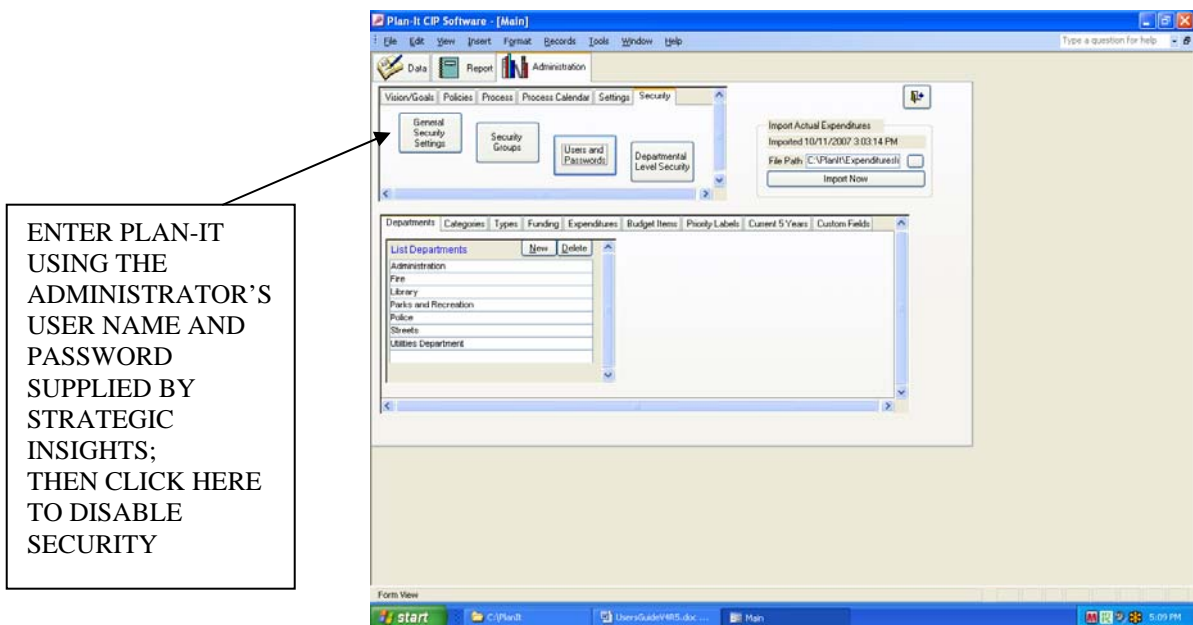 ENTER PLAN-IT
USING THE
ADMINISTRATOR'S
USER NAME AND
PASSWORD
SUPPLIED BY
STRATEGIC
INSIGHTS;
THEN CLICK HERE
TO DISABLE
SECURITY
Plan-It CIP Software - [Main]
File Edit View Insert Format Records Tools Window Help
Type a question for help
Data Report Administration
Vision/Goals Policies Process Process Calendar Settings Security
General
Security
Settings
Security
Groups
Users and
Passwords
Departmental
Level Security
Import Actual Expenditures
Imported 10/11/2007 3:03:14 PM
File Path C:\PlanIt\Expendituresli
Import Now
Departments Categories Types Funding Expenditures Budget Items Priority Labels Current 5 Years Custom Fields
List Departments New Delete
Administration
Fire
Library
Parks and Recreation
Police
Streets
Utilities Department
Form View
start C:\PlanIt UsersGuideV4R5.doc ... Main 5:09 PM